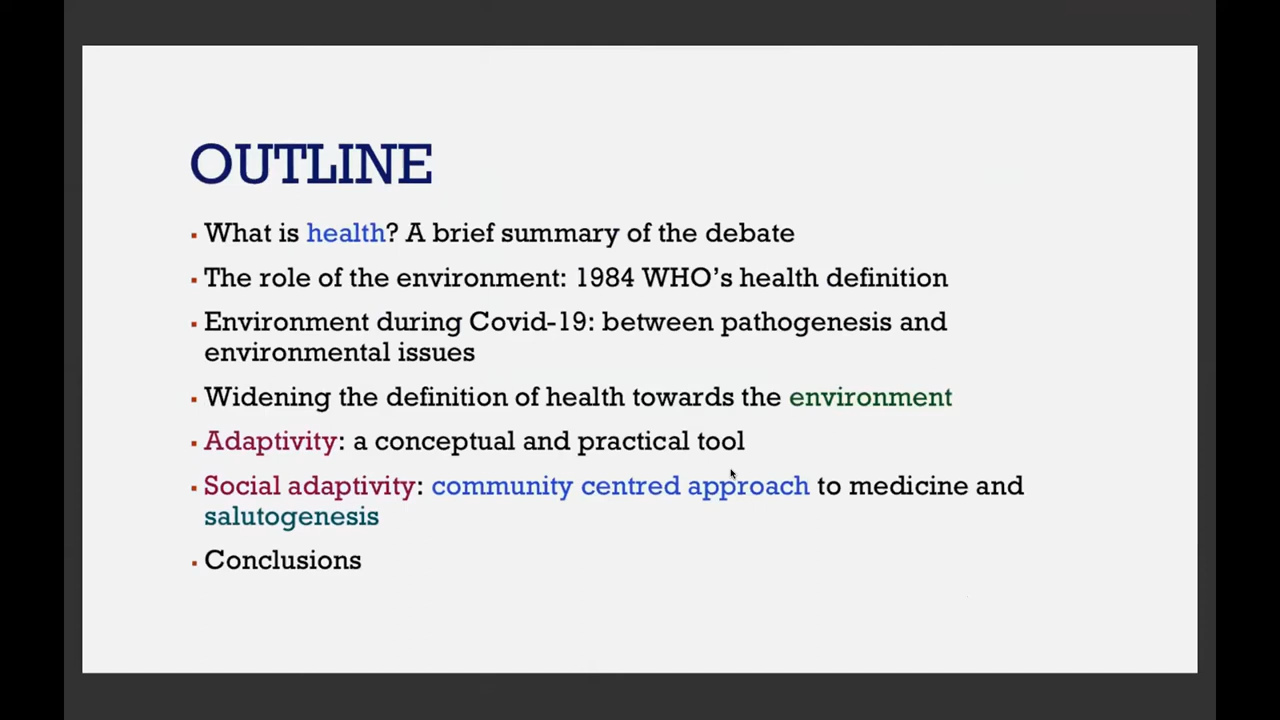 OUTLINE
▪ What is health? A brief summary of the debate
▪ The role of the environment: 1984 WHO’s health definition
▪ Environment during Covid-19: between pathogenesis and
environmental issues
▪ Widening the definition of health towards the environment
▪ Adaptivity: a conceptual and practical tool
▪ Social adaptivity: community centred approach to medicine and
salutogenesis
▪ Conclusions